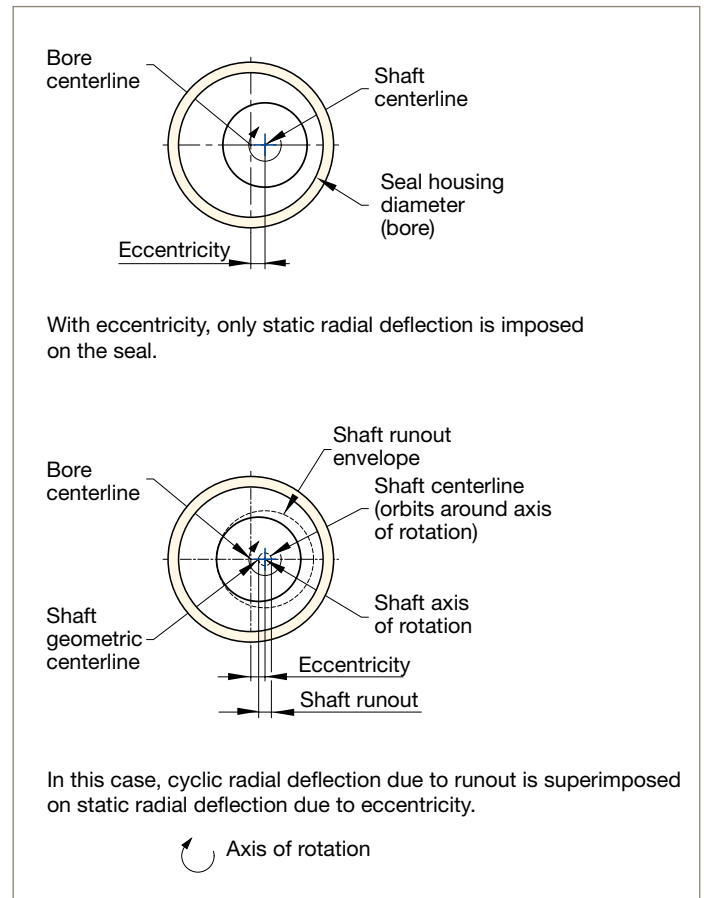 Bore
centerline
Shaft
centerline
Seal housing
diameter
(bore)
Eccentricity
With eccentricity, only static radial deflection is imposed
on the seal.
Shaft runout
envelope
Bore
centerline
Shaft centerline
(orbits around axis
of rotation)
Shaft
geometric
centerline
Shaft axis
of rotation
Eccentricity
Shaft runout
In this case, cyclic radial deflection due to runout is superimposed
on static radial deflection due to eccentricity.
Axis of rotation